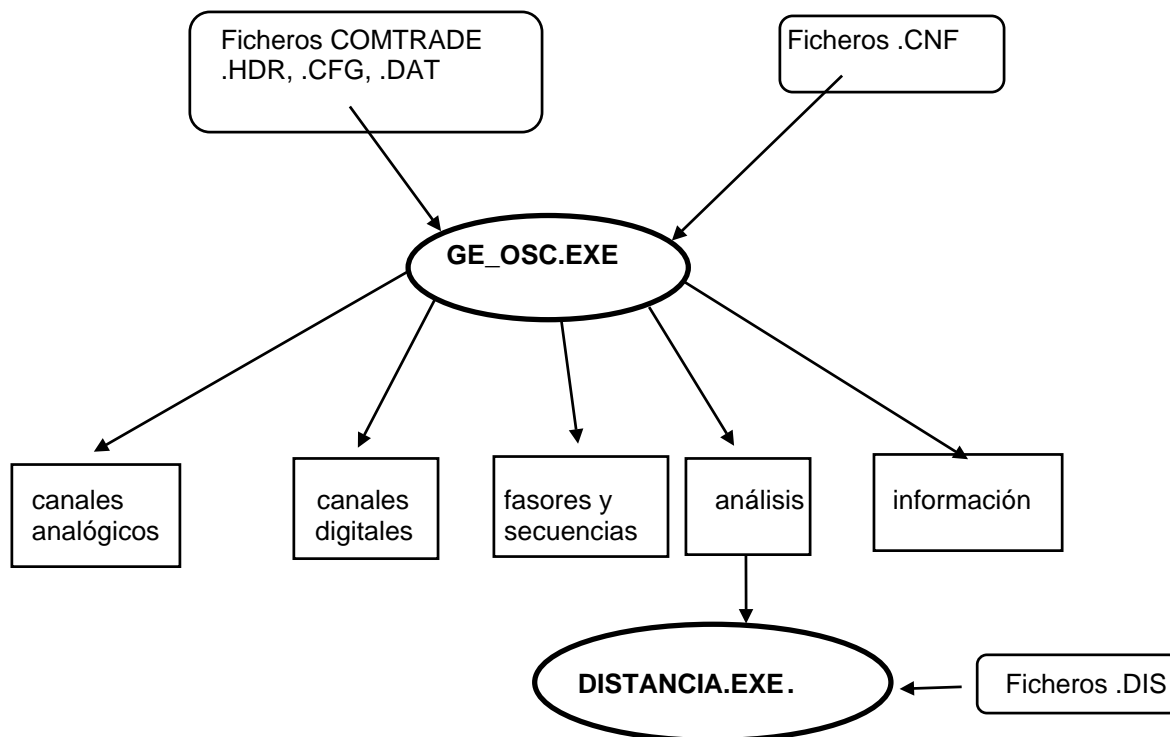 Ficheros COMTRADE
.HDR, .CFG, .DAT
Ficheros .CNF
GE_OSC.EXE
canales
analógicos
canales
digitales
fasores y
secuencias
análisis
información
DISTANCIA.EXE.
Ficheros .DIS